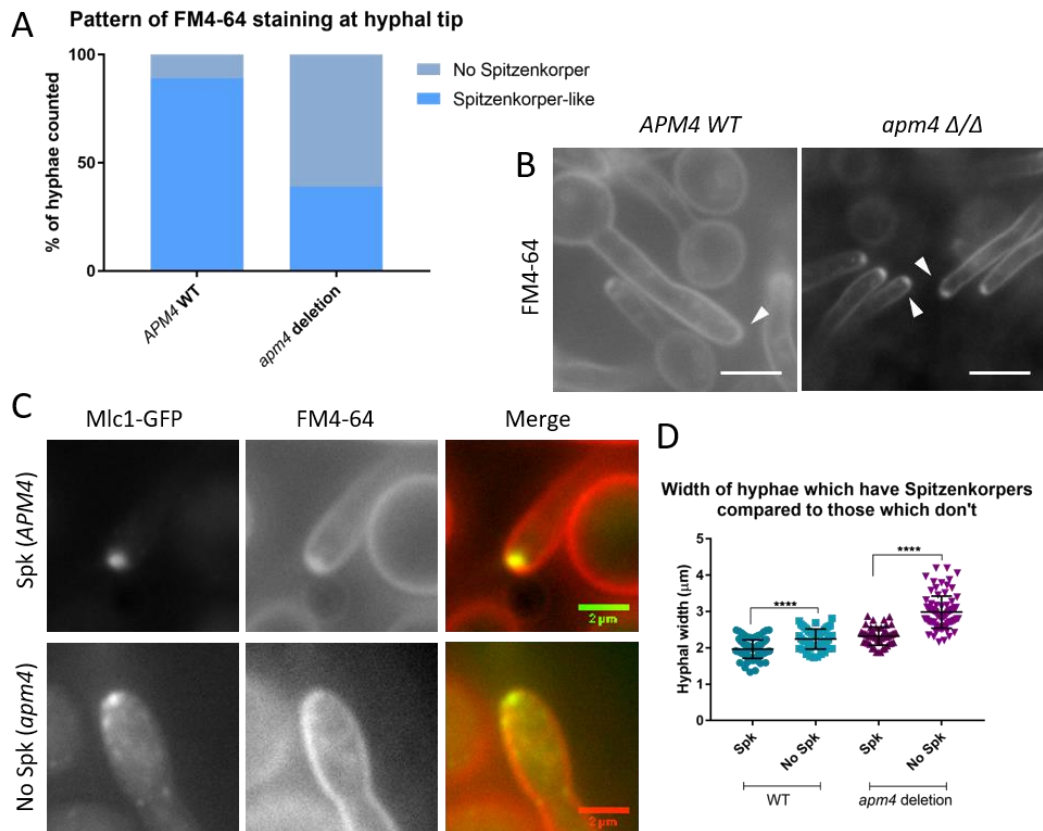 A
Pattern of FM4-64 staining at hyphal tip
% of hyphae counted
100
50
0
APM4 WT
apm4 deletion
No Spitzenkorper
Spitzenkorper-like
B
APM4 WT
apm4 Δ/Δ
FM4-64
C
Mlc1-GFP
FM4-64
Merge
Spk (APM4)
2 µm
No Spk (apm4)
2 µm
D
Width of hyphae which have Spitzenkorpers
compared to those which don't
Hyphal width (µm)
5
4
3
2
1
0
****
****
Spk
No Spk
Spk
No Spk
WT
apm4 deletion